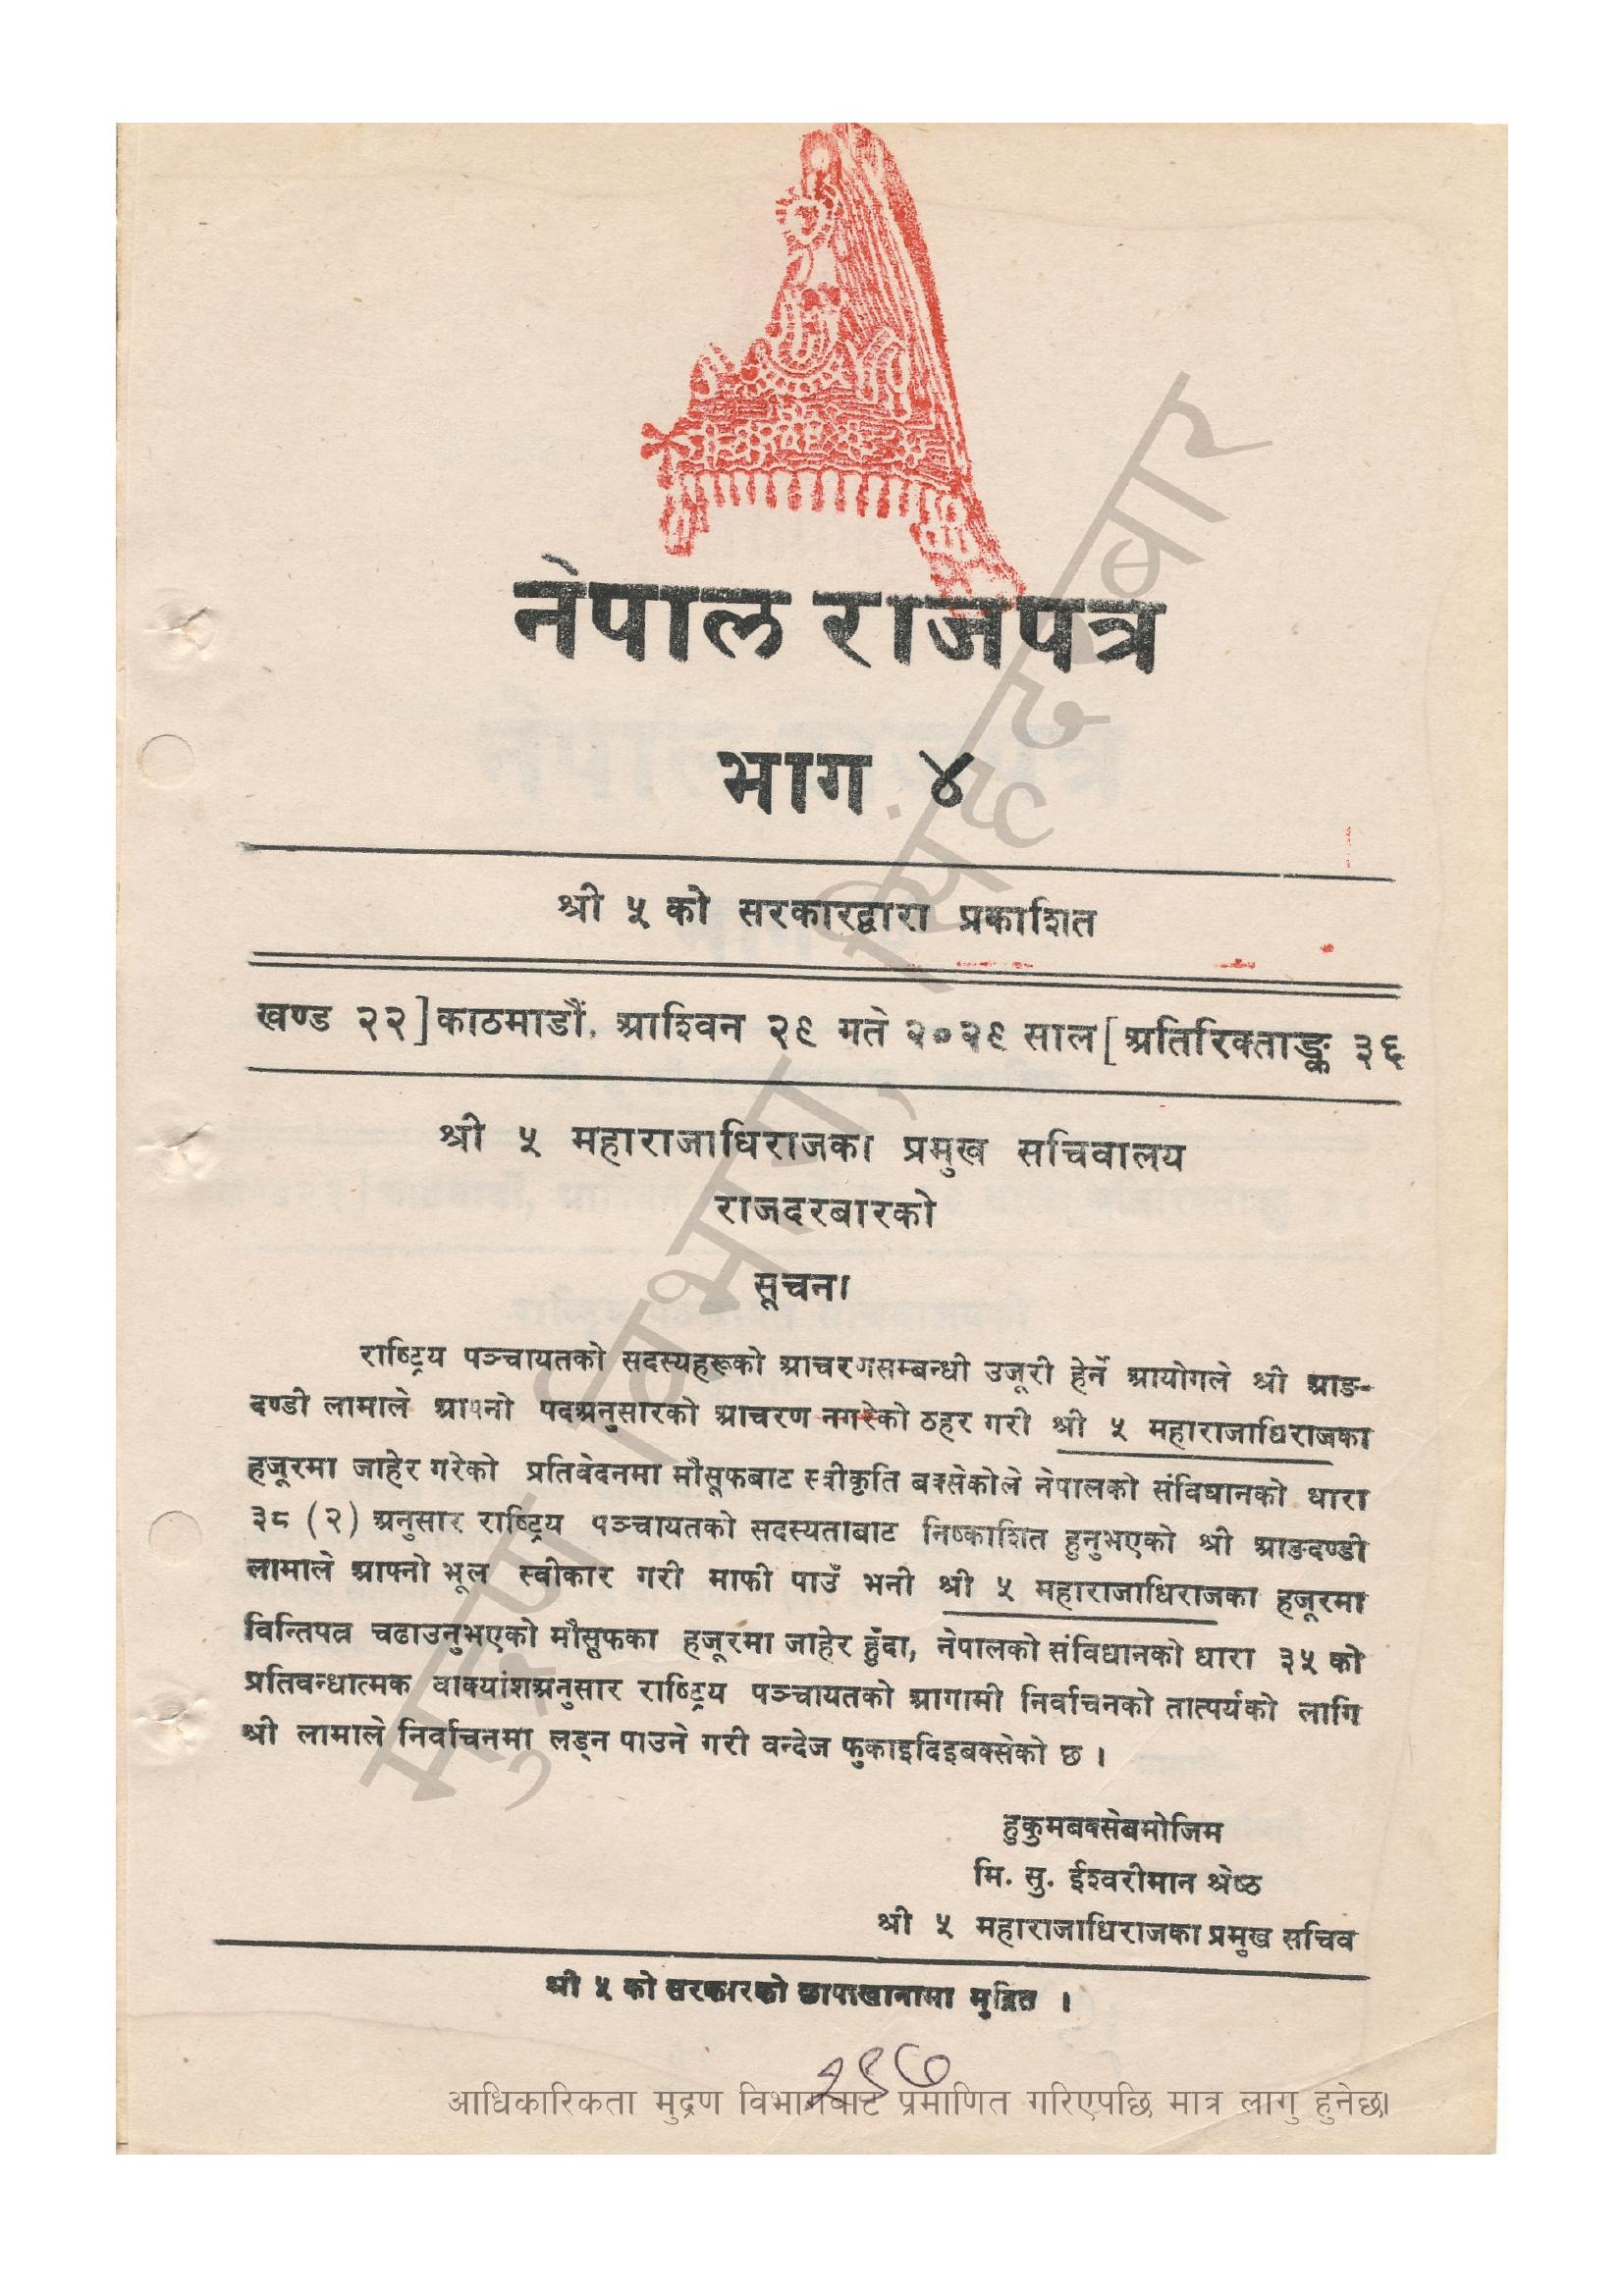 नेपाल राजपत्र
भाग ४
श्री ५ को सरकारद्वारा प्रकाशित
खण्ड २२] काठमाडौं, आश्विन २९ गते २०२९ साल [अतिरिक्ताङ्क ३६
श्री ५ महाराजाधिराजका प्रमुख सचिवालय
राजदरबारको
सूचना
राष्ट्रिय पञ्चायतको सदस्यहरूको आचरणसम्बन्धी उजूरी हेर्ने आयोगले श्री आङ-
दण्डी लामाले आफ्नो पदअनुसारको आचरण नगरेको ठहर गरी श्री ५ महाराजाधिराजका
हजूरमा जाहेर गरेको प्रतिवेदनमा मौसूफबाट स्वीकृति बक्सेकोले नेपालको संविधानको धारा
३८ (२) अनुसार राष्ट्रिय पञ्चायतको सदस्यताबाट निष्काशित हुनुभएको श्री आङदण्डी
लामाले आफ्नो भूल स्वीकार गरी माफी पाउँ भनी श्री ५ महाराजाधिराजका हजूरमा
विन्तिपत्र चढाउनुभएको मौसूफका हजूरमा जाहेर हुँदा, नेपालको संविधानको धारा ३५ को
प्रतिवन्धात्मक वाक्यांशअनुसार राष्ट्रिय पञ्चायतको आगामी निर्वाचनको तात्पर्यको लागि
श्री लामाले निर्वाचनमा लड्न पाउने गरी वन्देज फुकाइदिइबक्सेको छ ।
हुकुमबक्सेबमोजिम
मि. सु. ईश्वरीमान श्रेष्ठ
श्री ५ महाराजाधिराजका प्रमुख सचिव
श्री ५ को सरकारको छापाखानामा मुद्रित ।
२९७
आधिकारिकता मुद्रण विभागबाट प्रमाणित गरिएपछि मात्र लागु हुनेछ।
मुद्रण विभाग, सिंहदरबार